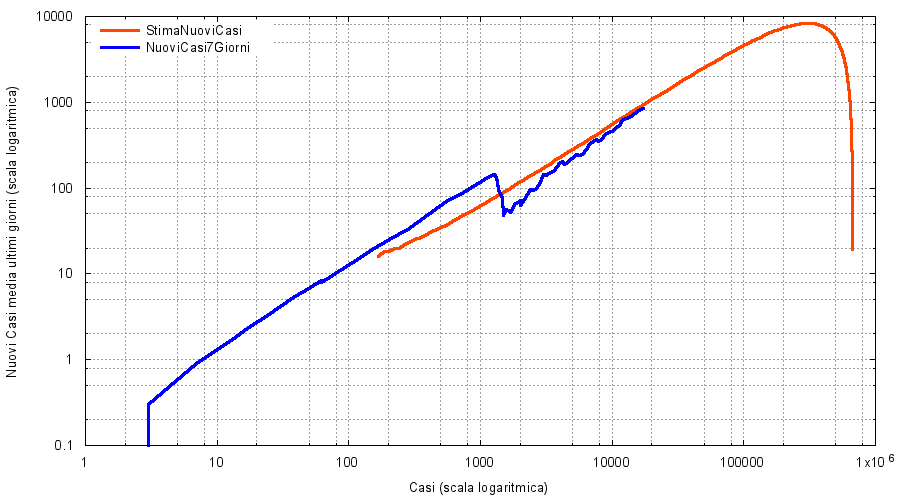 10000
1000
100
10
1
0.1
Nuovi Casi media ultimi giorni (scala logaritmica)
StimaNuoviCasi
NuoviCasi7Giorni
1 10 100 1000 10000 100000 1x10 6
Casi (scala logaritmica)